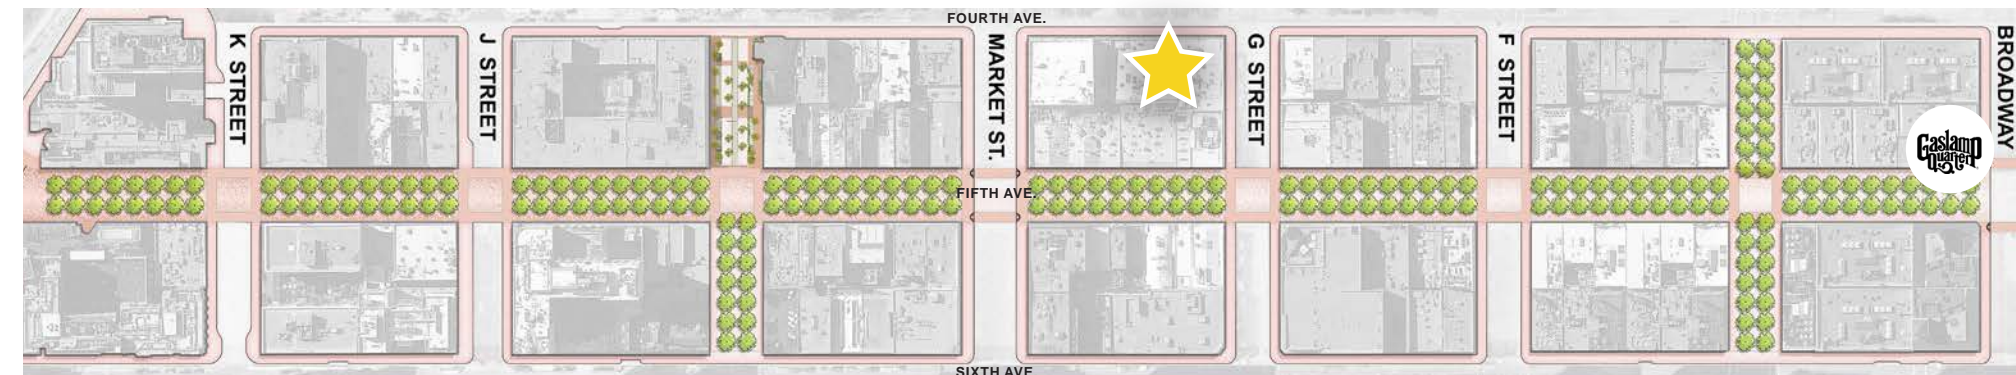 FOURTH AVE.
K STREET
J STREET
MARKET ST.
G STREET
F STREET
BROADWAY
Gaslamp
Quarter
FIFTH AVE.
SIXTH AVE